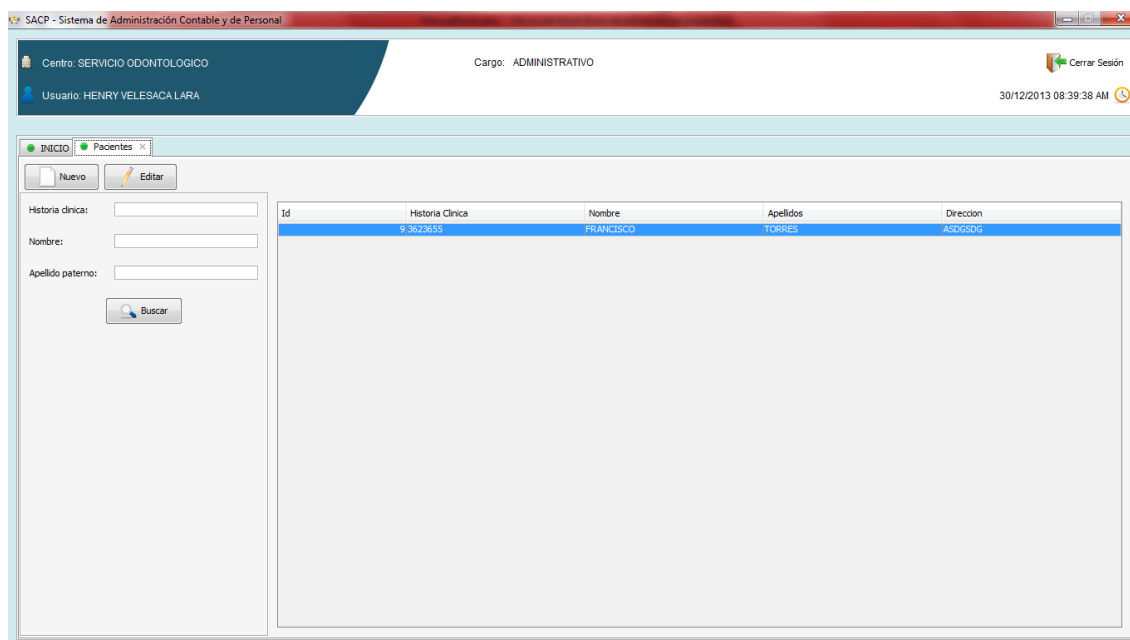 SACP - Sistema de Administración Contable y de Personal
Centro: SERVICIO ODONTOLOGICO
Cargo: ADMINISTRATIVO
Cerrar Sesión
Usuario: HENRY VELESACA LARA
30/12/2013 08:39:38 AM
INICIO Pacientes
Nuevo Editar
Historia clinica:
Nombre:
Apellido paterno:
Buscar
Id Historia Clinica Nombre Apellidos Direccion
9 3623655 FRANCISCO TORRES ASDGSDG